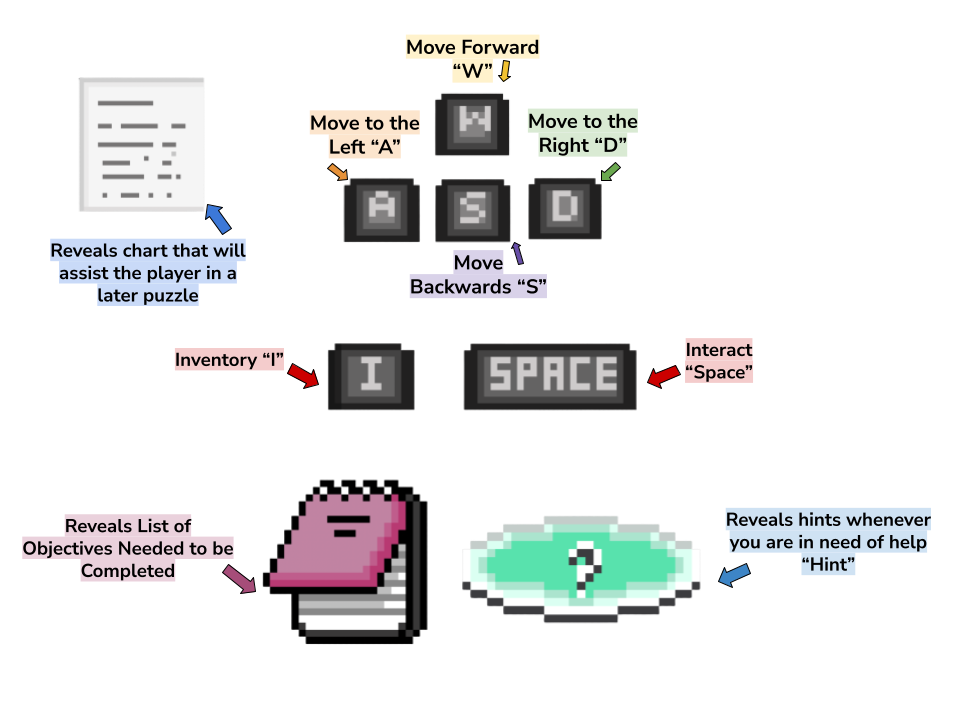 Move Forward
“W”
W
Move to the
Left “A”
Move to the
Right “D”
A
S
D
Move
Backwards “S”
Reveals chart that will
assist the player in a
later puzzle
Inventory “I”
I
SPACE
Interact
“Space”
Reveals List of
Objectives Needed to be
Completed
?
Reveals hints whenever
you are in need of help
“Hint”